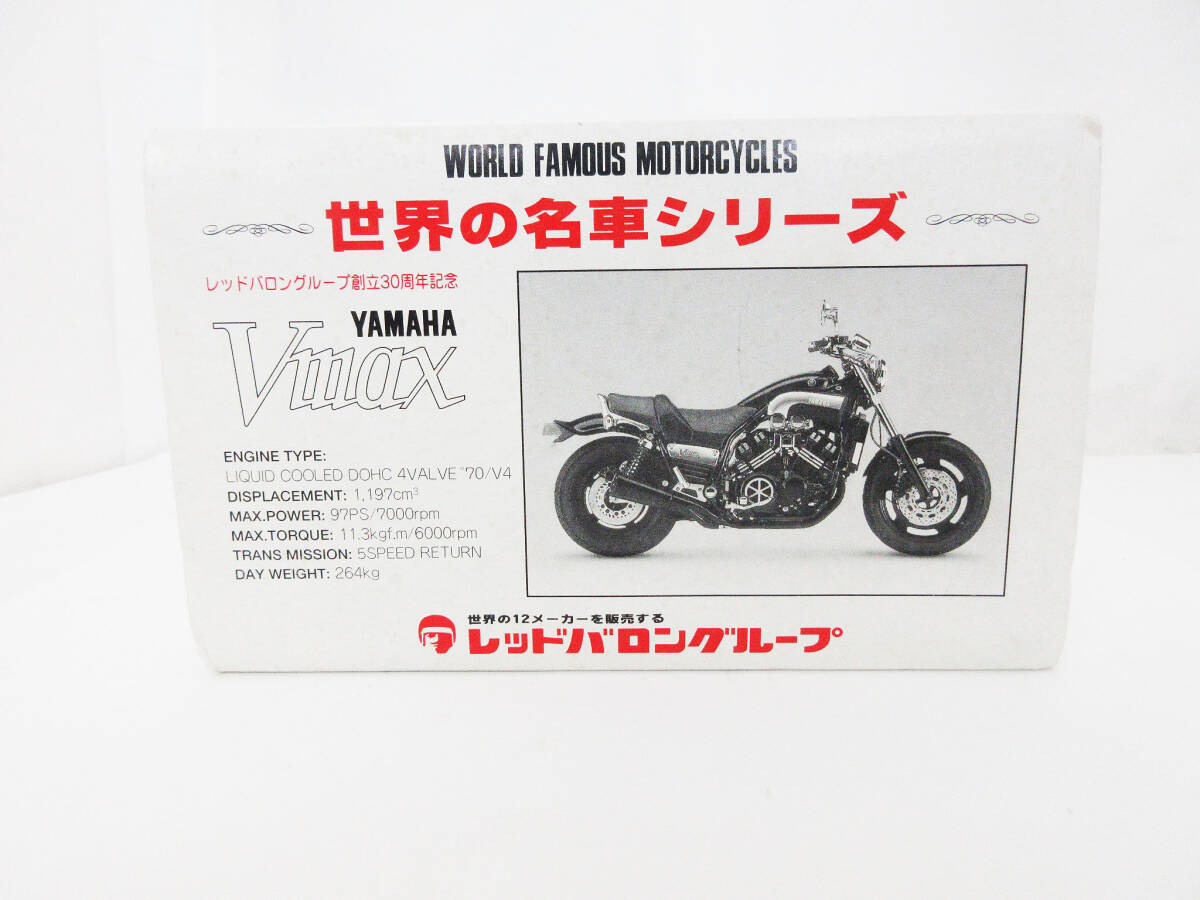 WORLD FAMOUS MOTORCYCLES
世界の名車シリーズ
レッドバロングループ創立30周年記念
YAMAHA
Vmax
ENGINE TYPE:
LIQUID COOLED DOHC 4VALVE °70/V4
DISPLACEMENT: 1,197cm³
MAX.POWER: 97PS/7000rpm
MAX.TORQUE: 11.3kgf.m/6000rpm
TRANS MISSION: 5SPEED RETURN
DAY WEIGHT: 264kg
世界の12メーカーを販売する
レッドバロングループ